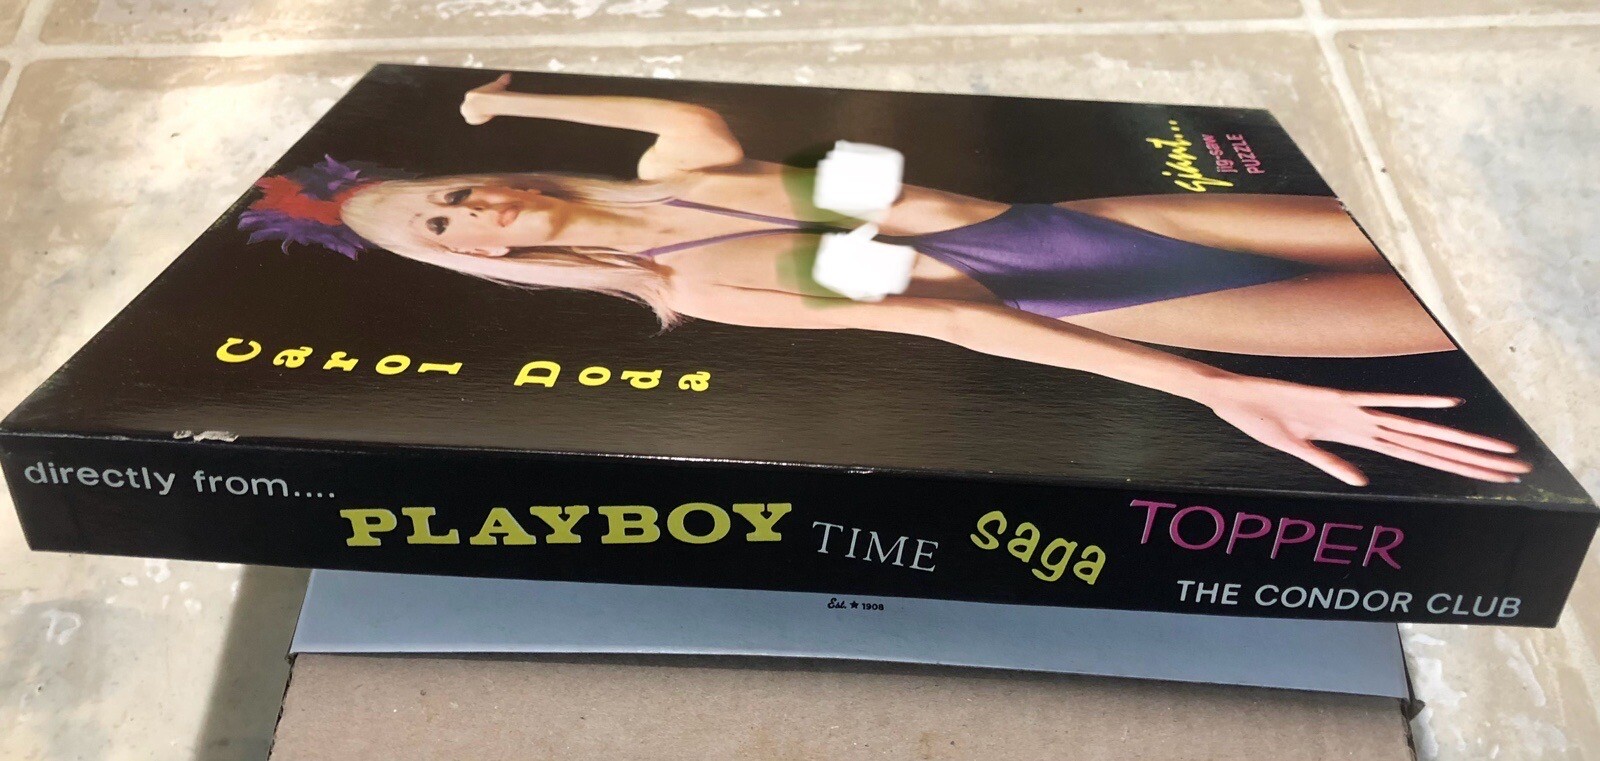 giant...
jig-saw
PUZZLE
Carol Doda
directly from....
PLAYBOY TIME saga TOPPER
THE CONDOR CLUB
Est. ★ 1908